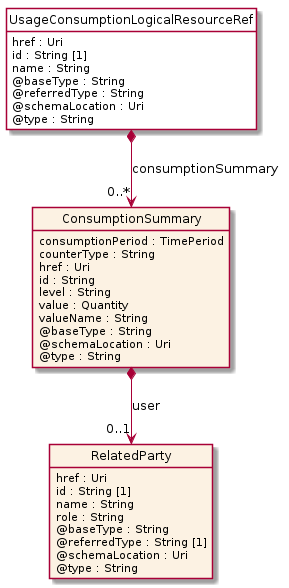 UsageConsumptionLogicalResourceRef
href : Uri
id : String [1]
name : String
@baseType : String
@referredType : String
@schemaLocation : Uri
@type : String
consumptionSummary
0..*
ConsumptionSummary
consumptionPeriod : TimePeriod
counterType : String
href : Uri
id : String
level : String
value : Quantity
valueName : String
@baseType : String
@schemaLocation : Uri
@type : String
user
0..1
RelatedParty
href : Uri
id : String [1]
name : String
role : String
@baseType : String
@referredType : String [1]
@schemaLocation : Uri
@type : String